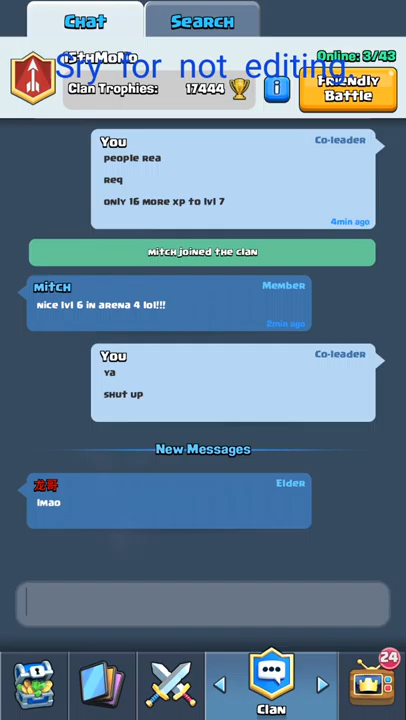 Chat
Search
15thMoNo
Sry for not editing
Online: 3/43
Clan Trophies:
17444
i
Friendly
Battle
You
Co-leader
people rea
req
only 16 more xp to lvl 7
4min ago
Mitch joined the clan
Mitch
Member
nice lvl 6 in arena 4 lol!!!
2min ago
You
Co-leader
ya
shut up
New Messages
龙哥
Elder
lmao
24
Clan